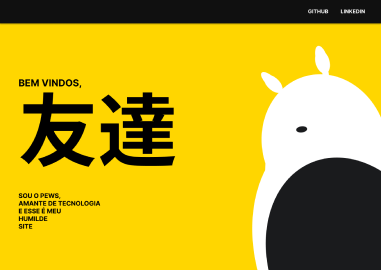 GITHUB LINKEDIN
BEM VINDOS,
友達
SOU O PEWS,
AMANTE DE TECNOLOGIA
E ESSE É MEU
HUMILDE
SITE